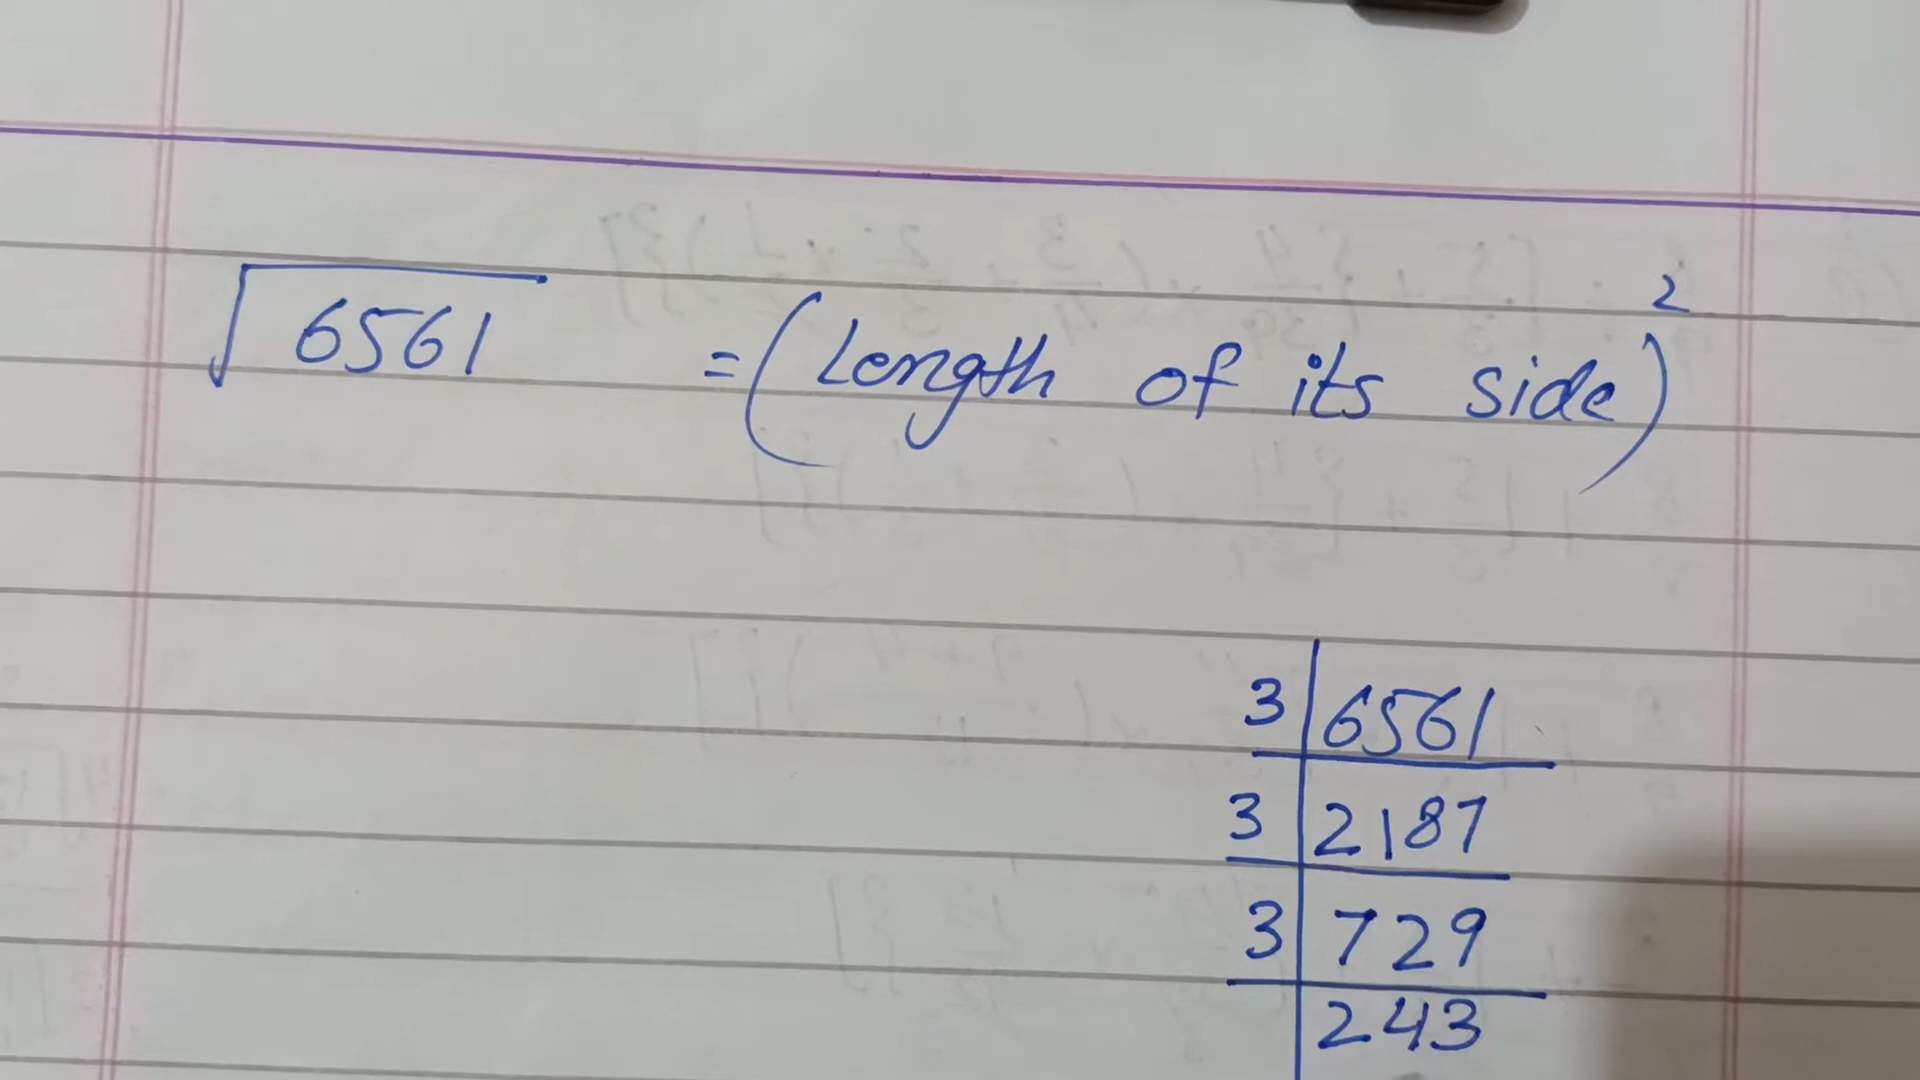 √6561 = (Length of its side)²
3 | 6561
3 | 2187
3 | 729
243